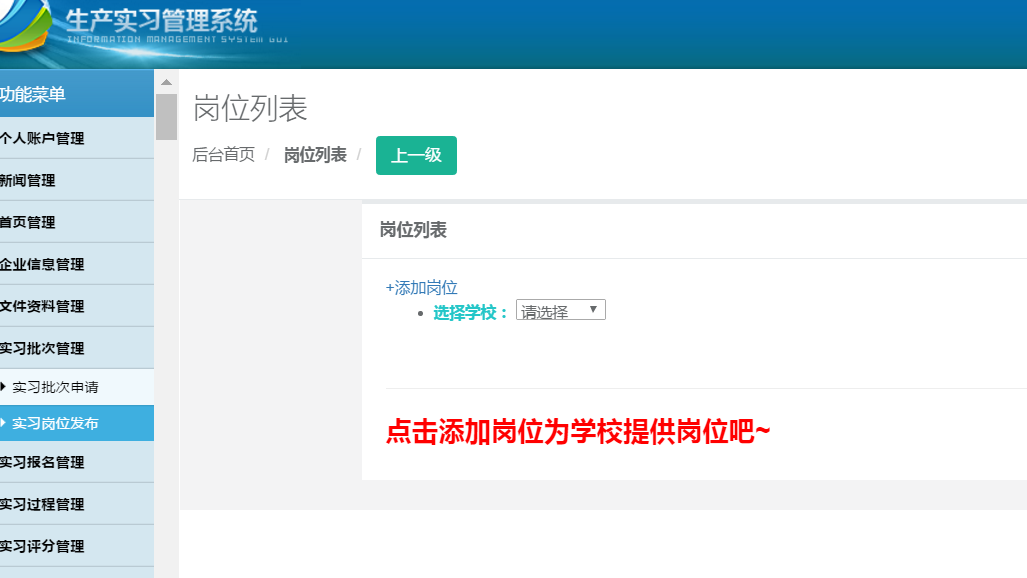 生产实习管理系统
INFORMATION MANAGEMENT SYSTEM GUI
功能菜单
个人账户管理
新闻管理
首页管理
企业信息管理
文件资料管理
实习批次管理
实习批次申请
实习岗位发布
实习报名管理
实习过程管理
实习评分管理
岗位列表
后台首页 / 岗位列表 / 上一级
岗位列表
+添加岗位
选择学校： 请选择
点击添加岗位为学校提供岗位吧~